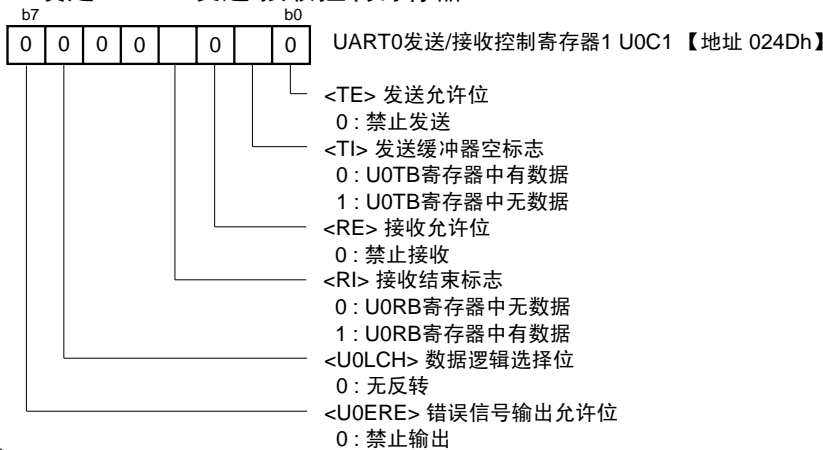 b7 b0
0 0 0 0 0 0 UART0发送/接收控制寄存器1 U0C1 【地址 024Dh】
<TE> 发送允许位
0 : 禁止发送
<TI> 发送缓冲器空标志
0 : U0TB寄存器中有数据
1 : U0TB寄存器中无数据
<RE> 接收允许位
0 : 禁止接收
<RI> 接收结束标志
0 : U0RB寄存器中无数据
1 : U0RB寄存器中有数据
<U0LCH> 数据逻辑选择位
0 : 无反转
<U0ERE> 错误信号输出允许位
0 : 禁止输出